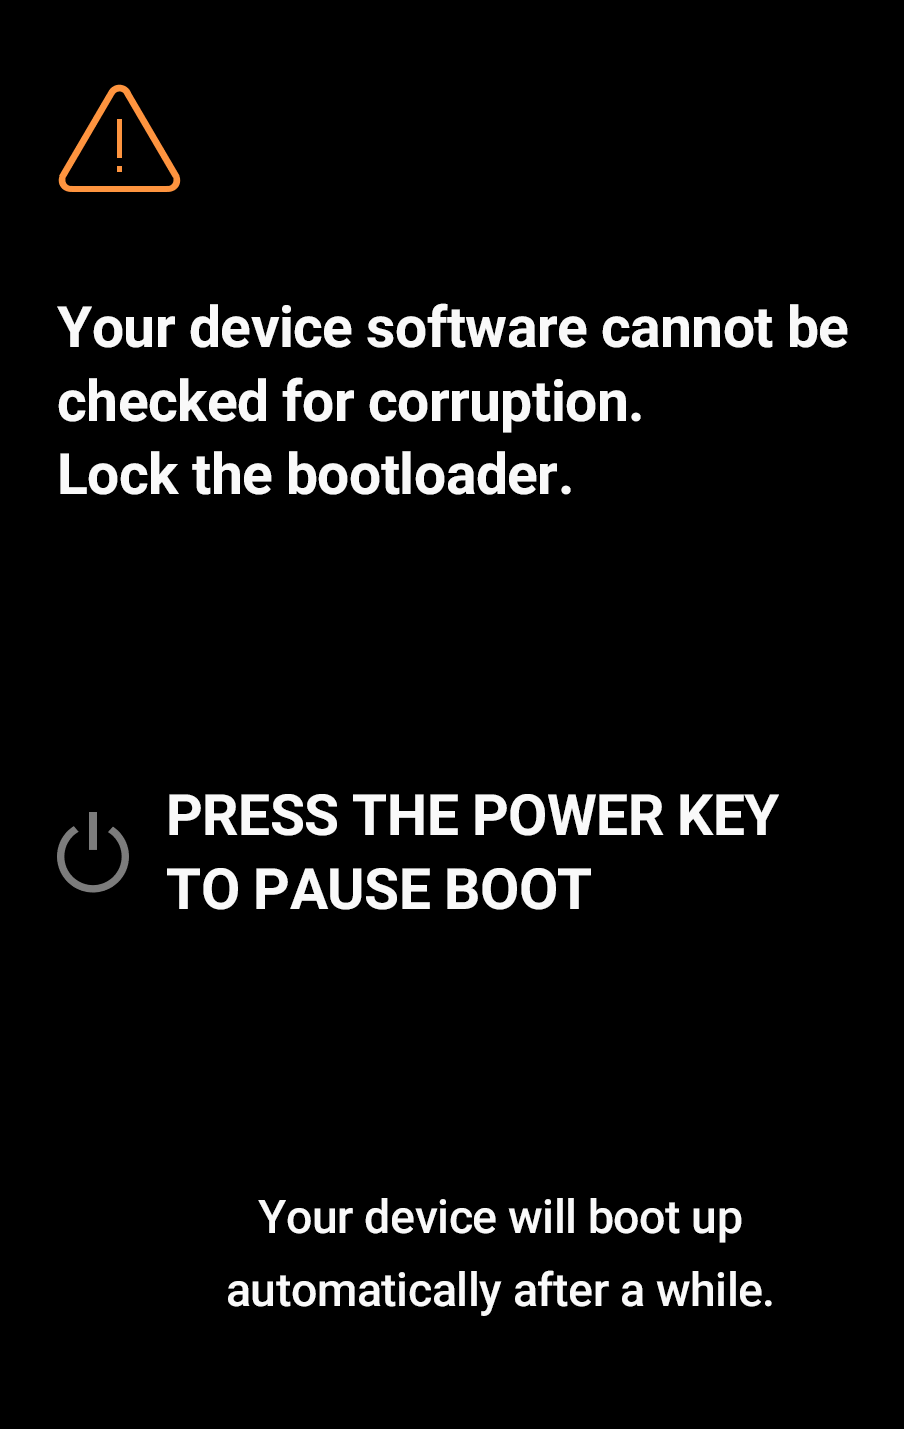 Your device software cannot be
checked for corruption.
Lock the bootloader.
PRESS THE POWER KEY
TO PAUSE BOOT
Your device will boot up
automatically after a while.